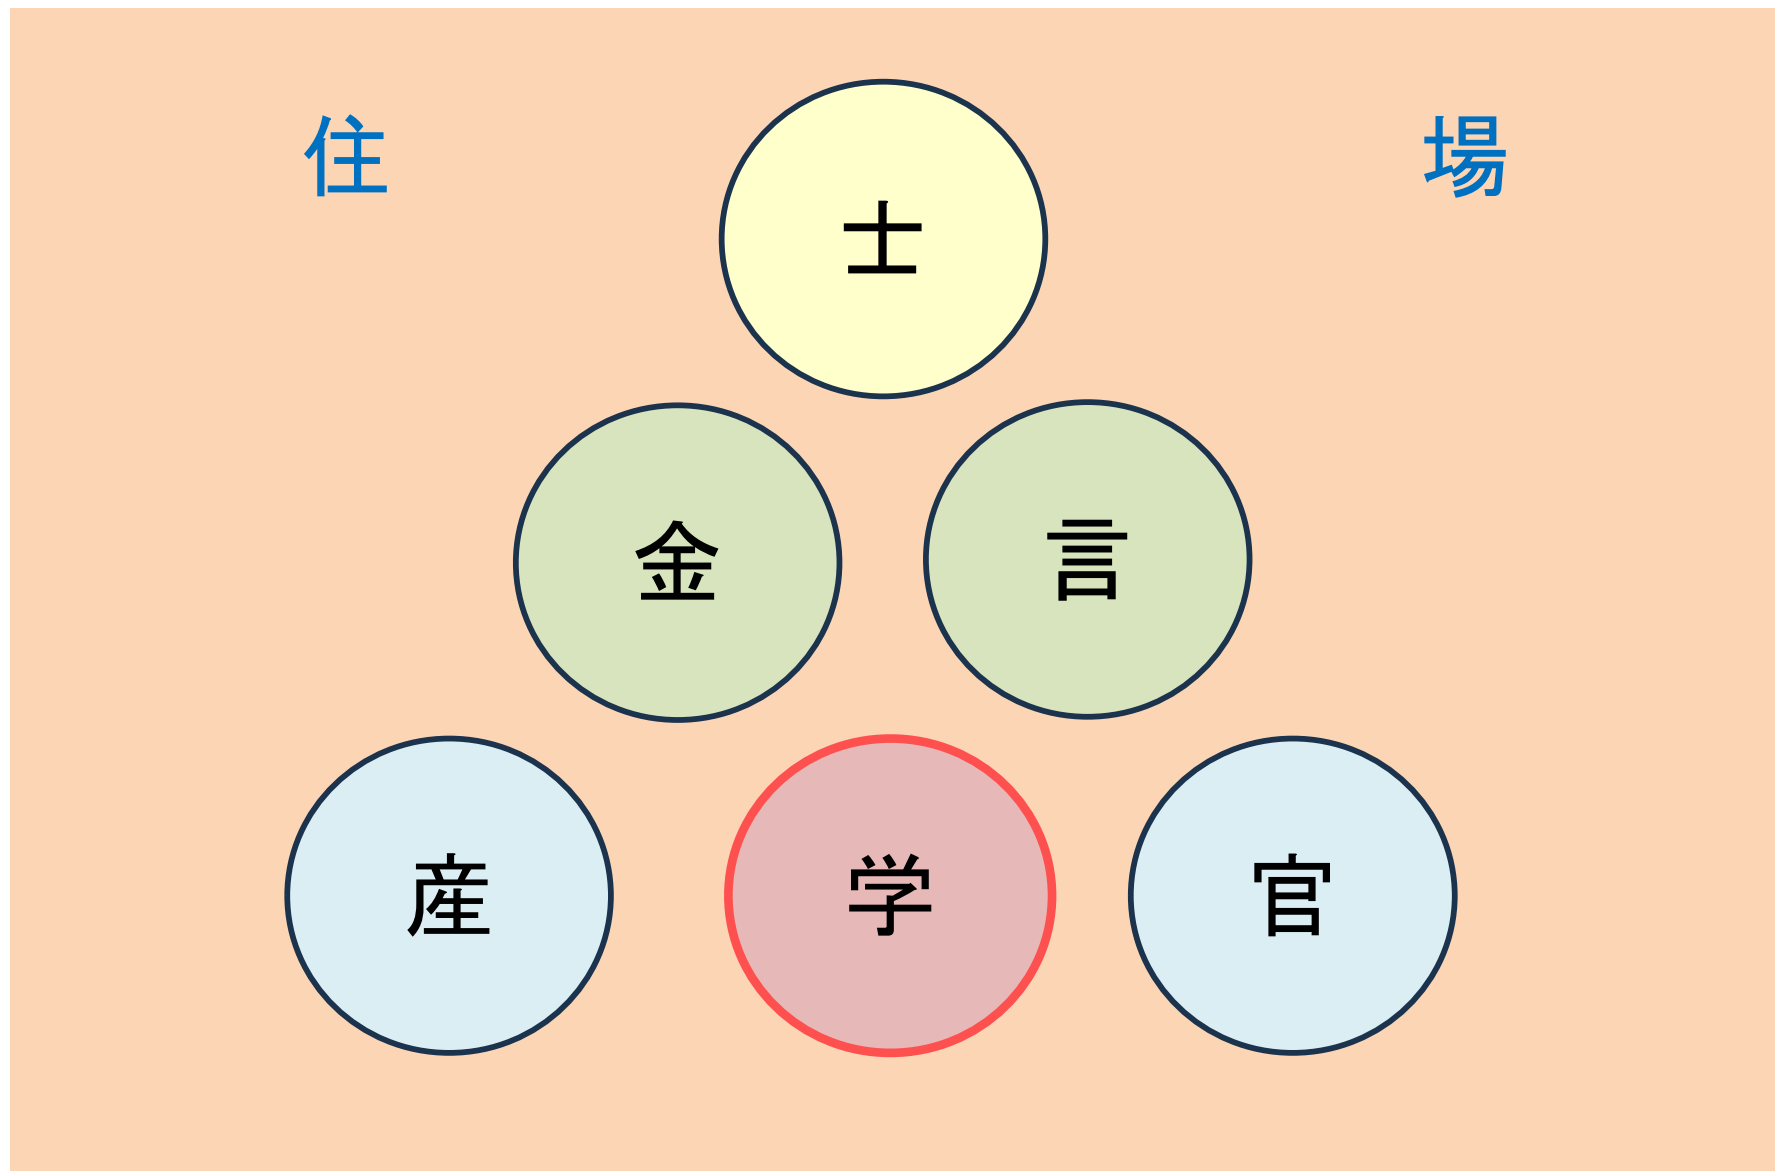 住
場
士
金
言
産
学
官